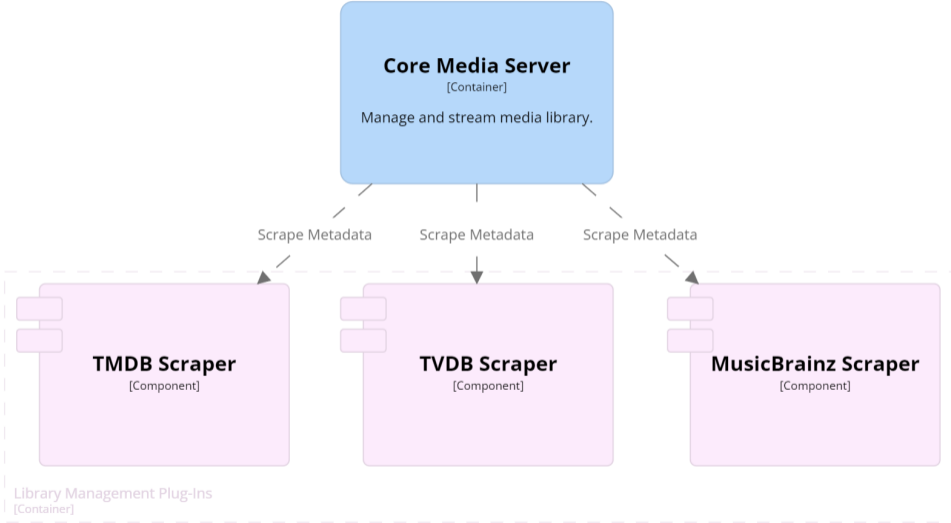 Core Media Server
[Container]
Manage and stream media library.
Scrape Metadata
Scrape Metadata
Scrape Metadata
TMDB Scraper
[Component]
TVDB Scraper
[Component]
MusicBrainz Scraper
[Component]
Library Management Plug-Ins
[Container]